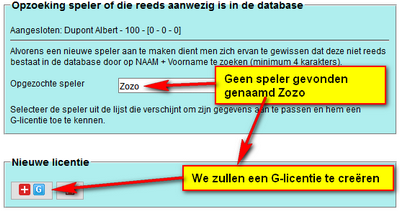 Opzoeking speler of die reeds aanwezig is in de database
Aangesloten: Dupont Albert - 100 - [0 - 0 - 0]
Alvorens een nieuwe speler aan te maken dient men zich ervan te gewissen dat deze niet reeds
bestaat in de database door op NAAM + Voorname te zoeken (minimum 4 karakters).
Opgezochte speler
Zozo
Geen speler gevonden
genaamd Zozo
Selecteer de speler uit de lijst die verschijnt om zijn gegevens aan te passen en hem een
G-licentie toe te kennen.
Nieuwe licentie
We zullen een G-licentie te creëren
G